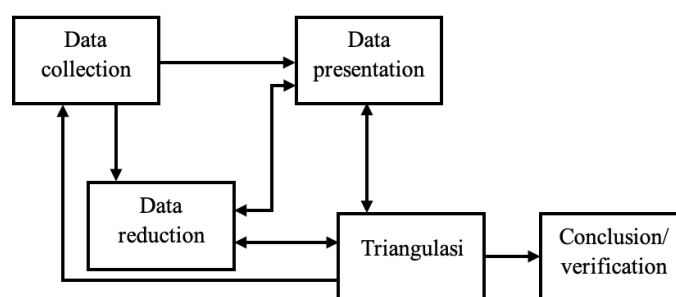 Data
collection
Data
presentation
Data
reduction
Triangulasi
Conclusion/
verification